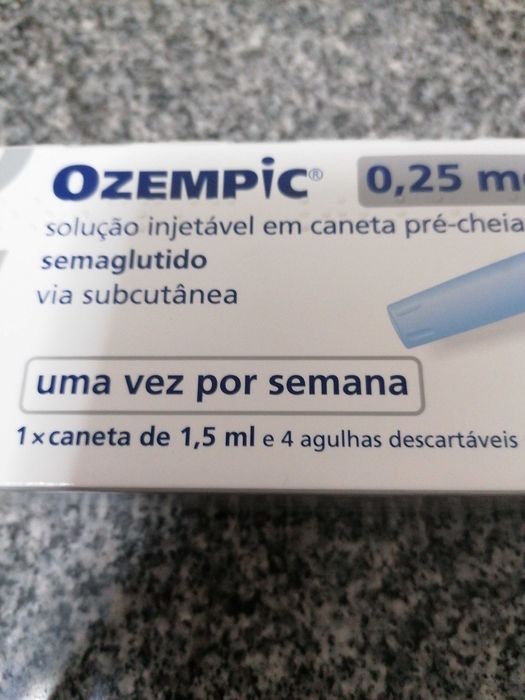 OZEMPIC® 0,25 m
solução injetável em caneta pré-cheia
semaglutido
via subcutânea
uma vez por semana
1 x caneta de 1,5 ml e 4 agulhas descartáveis